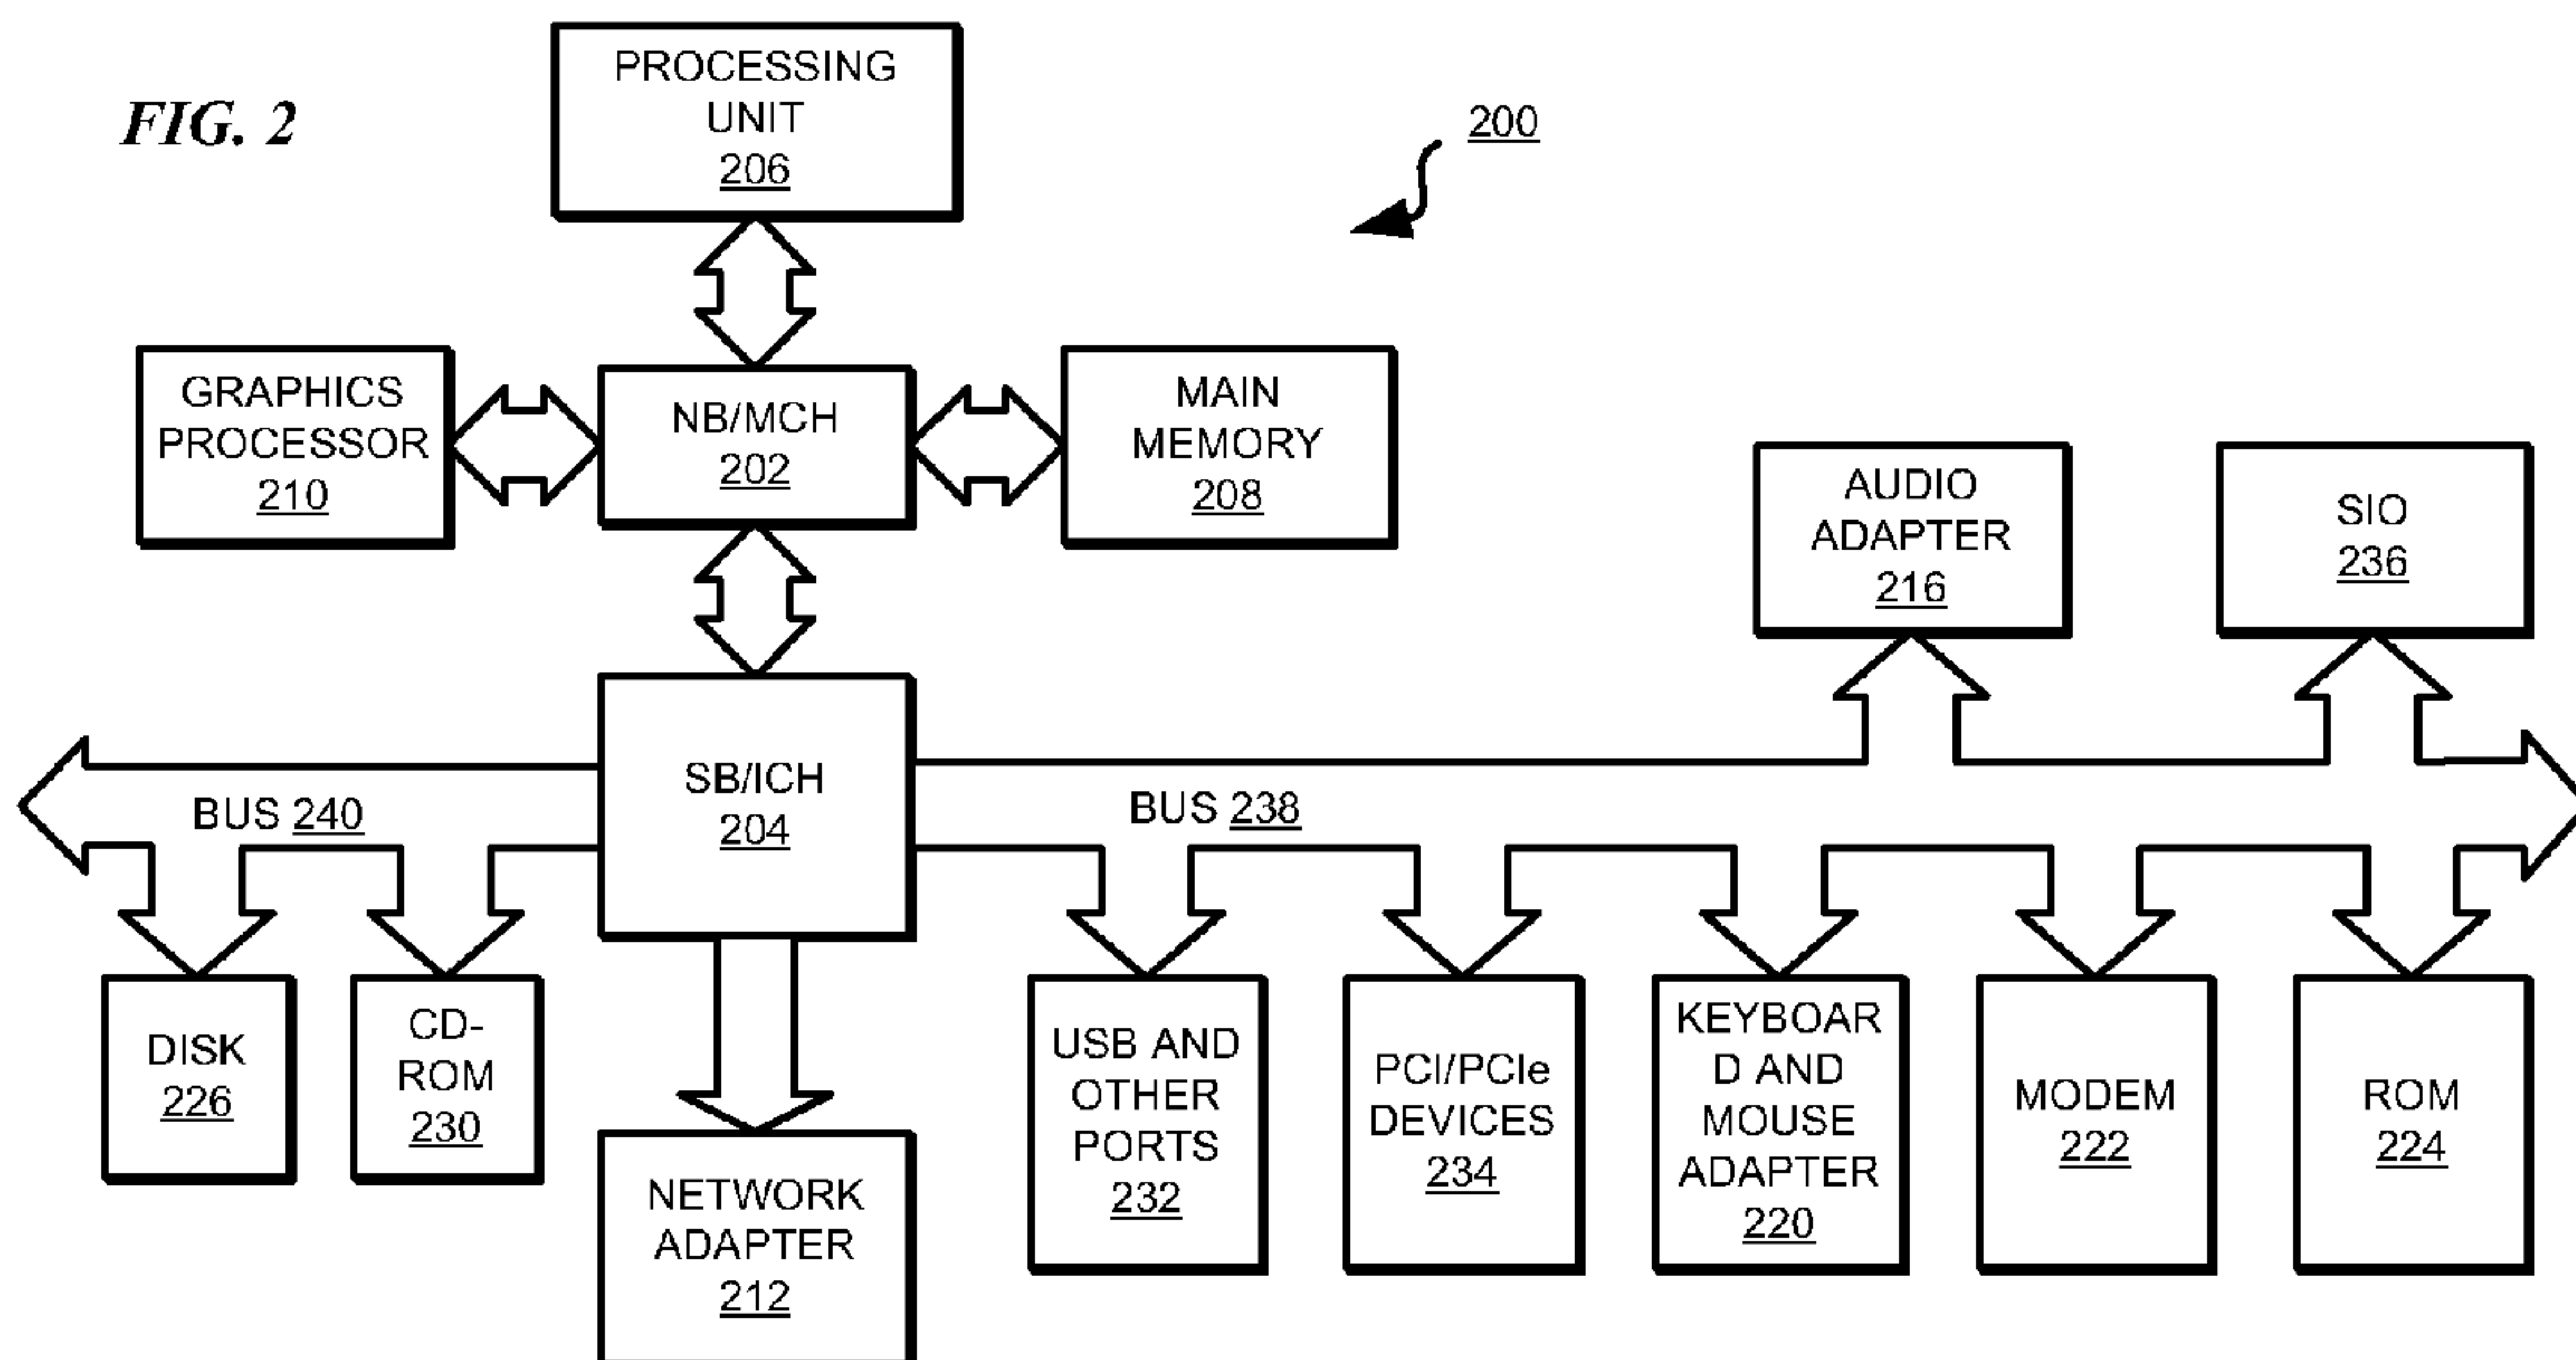 FIG. 2
PROCESSING
UNIT
206
200
GRAPHICS
PROCESSOR
210
NB/MCH
202
MAIN
MEMORY
208
AUDIO
ADAPTER
216
SIO
236
SB/ICH
204
BUS 240
BUS 238
DISK
226
CD-
ROM
230
NETWORK
ADAPTER
212
USB AND
OTHER
PORTS
232
PCI/PCIe
DEVICES
234
KEYBOAR
D AND
MOUSE
ADAPTER
220
MODEM
222
ROM
224